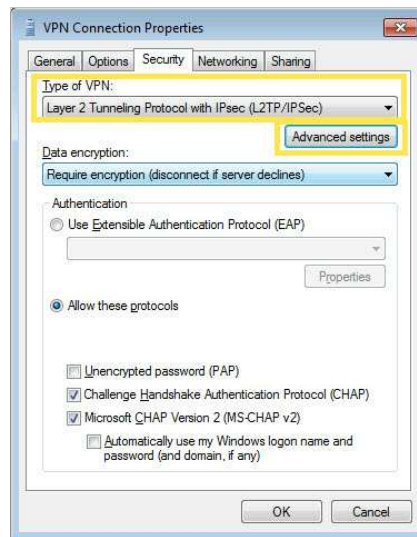 VPN Connection Properties
General Options Security Networking Sharing
Type of VPN:
Layer 2 Tunneling Protocol with IPsec (L2TP/IPSec)
Advanced settings
Data encryption:
Require encryption (disconnect if server declines)
Authentication
Use Extensible Authentication Protocol (EAP)
Properties
Allow these protocols
Unencrypted password (PAP)
Challenge Handshake Authentication Protocol (CHAP)
Microsoft CHAP Version 2 (MS-CHAP v2)
Automatically use my Windows logon name and
password (and domain, if any)
OK Cancel